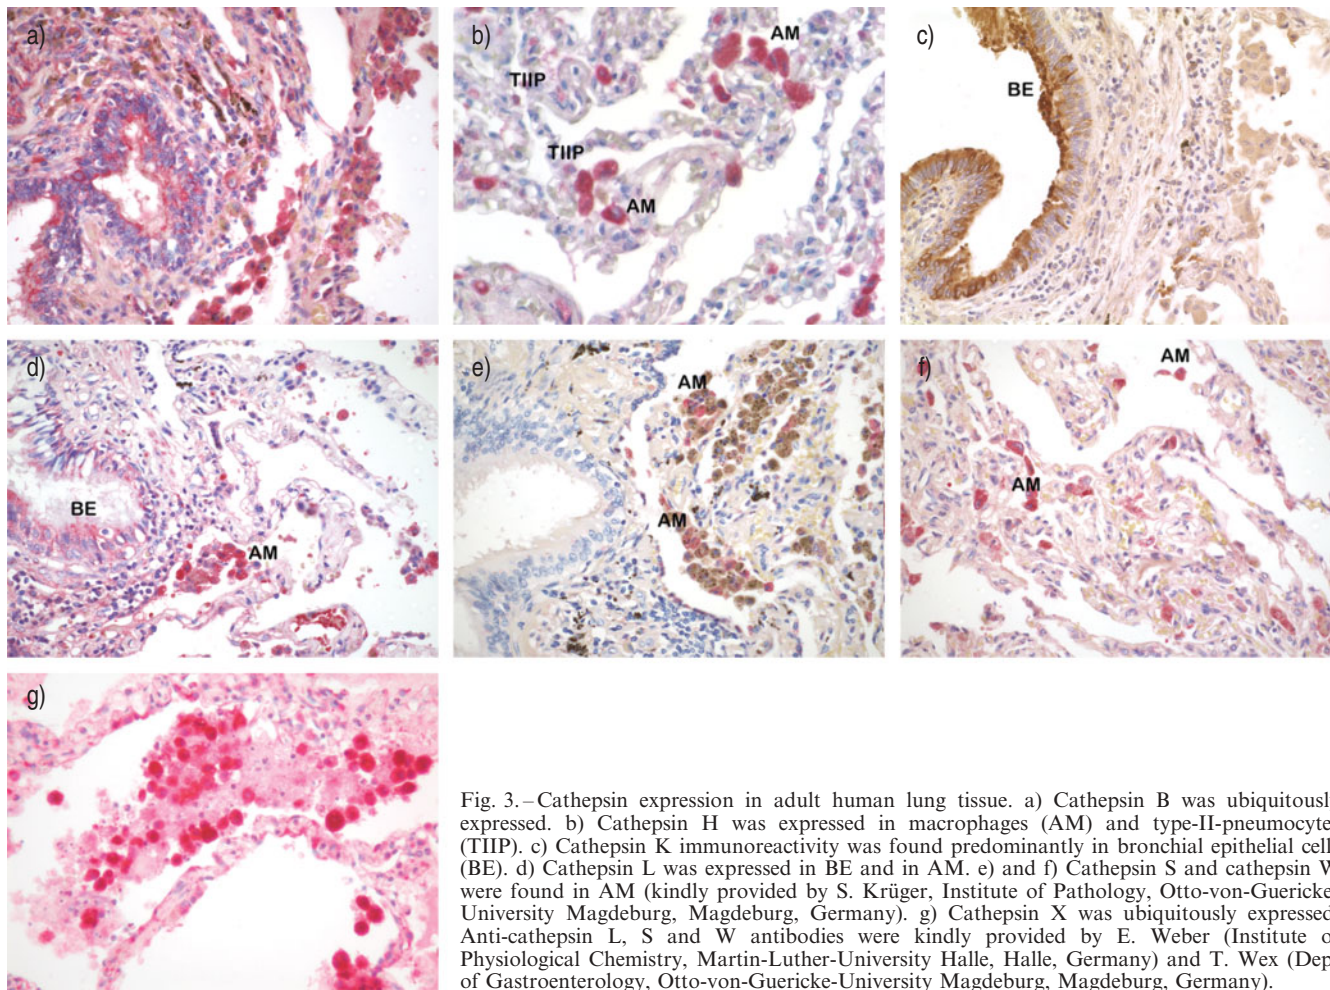 a)
b)
AM
TIIP
TIIP
AM
c)
BE
d)
BE
AM
e)
AM
AM
f)
AM
AM
g)
Fig. 3. – Cathepsin expression in adult human lung tissue. a) Cathepsin B was ubiquitousl
expressed. b) Cathepsin H was expressed in macrophages (AM) and type-II-pneumocyte
(TIIP). c) Cathepsin K immunoreactivity was found predominantly in bronchial epithelial cell
(BE). d) Cathepsin L was expressed in BE and in AM. e) and f) Cathepsin S and cathepsin W
were found in AM (kindly provided by S. Krüger, Institute of Pathology, Otto-von-Guericke
University Magdeburg, Magdeburg, Germany). g) Cathepsin X was ubiquitously expressed
Anti-cathepsin L, S and W antibodies were kindly provided by E. Weber (Institute o
Physiological Chemistry, Martin-Luther-University Halle, Halle, Germany) and T. Wex (Dep
of Gastroenterology, Otto-von-Guericke-University Magdeburg, Magdeburg, Germany).